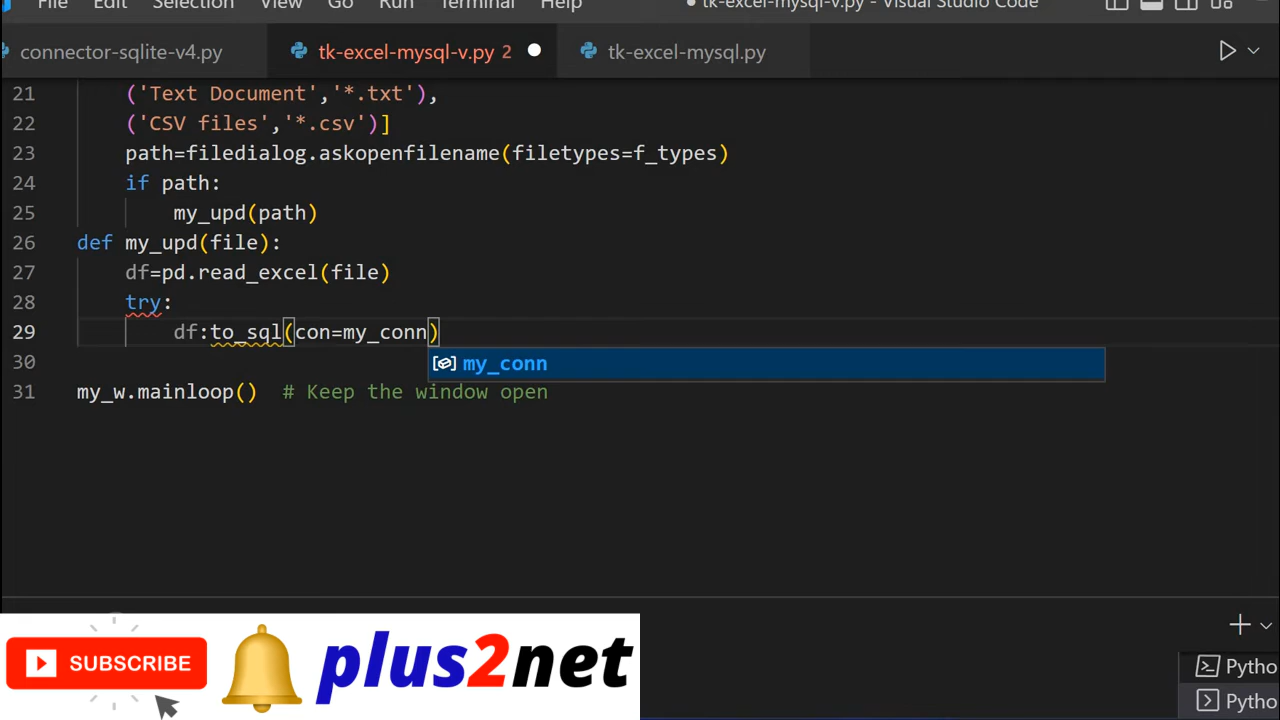 File Edit Selection View Go Run Terminal Help ● tk-excel-mysql-v.py - Visual Studio Code
connector-sqlite-v4.py tk-excel-mysql-v.py 2 ● tk-excel-mysql.py
21 ('Text Document','*.txt'),
22 ('CSV files','*.csv')]
23 path=filedialog.askopenfilename(filetypes=f_types)
24 if path:
25 my_upd(path)
26 def my_upd(file):
27 df=pd.read_excel(file)
28 try:
29 df:to_sql(con=my_conn)
my_conn
30
31 my_w.mainloop() # Keep the window open
SUBSCRIBE plus2net
Pytho
Pytho